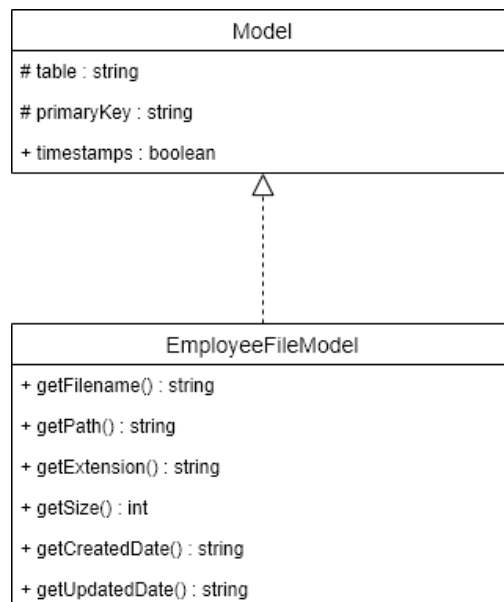 Model
# table : string
# primaryKey : string
+ timestamps : boolean
EmployeeFileModel
+ getFilename() : string
+ getPath() : string
+ getExtension() : string
+ getSize() : int
+ getCreatedDate() : string
+ getUpdatedDate() : string